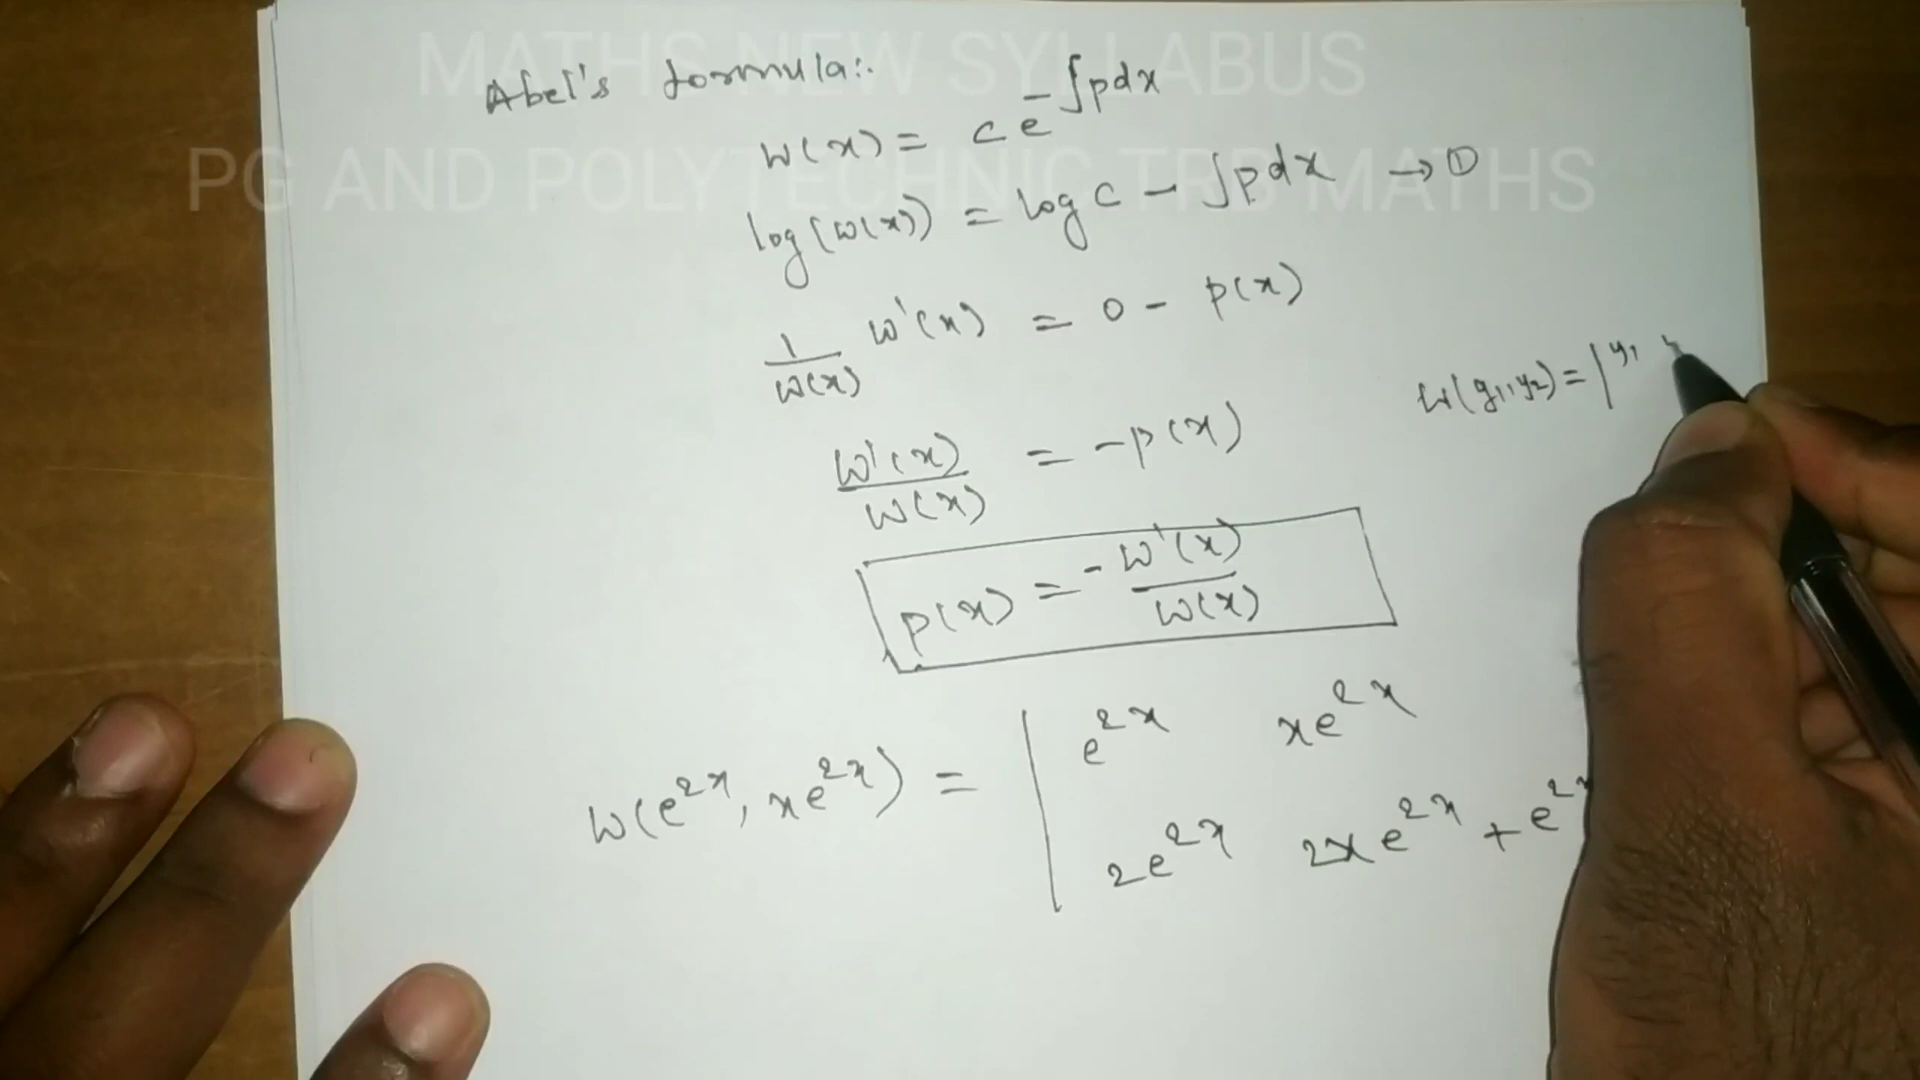 MATHS NEW SYLLABUS
PG AND POLYTECHNIC TRB MATHS
Abel's formula:.
W(x) = c e^{-∫pdx}
log(W(x)) = log c - ∫pdx → ①
1/W(x) W'(x) = 0 - P(x)
W'(x)/W(x) = -P(x)
W(y₁,y₂) = | y₁
P(x) = - W'(x)/W(x)
W(e^{2x}, xe^{2x}) = | e^{2x} xe^{2x}
2e^{2x} 2xe^{2x} + e^{2x}